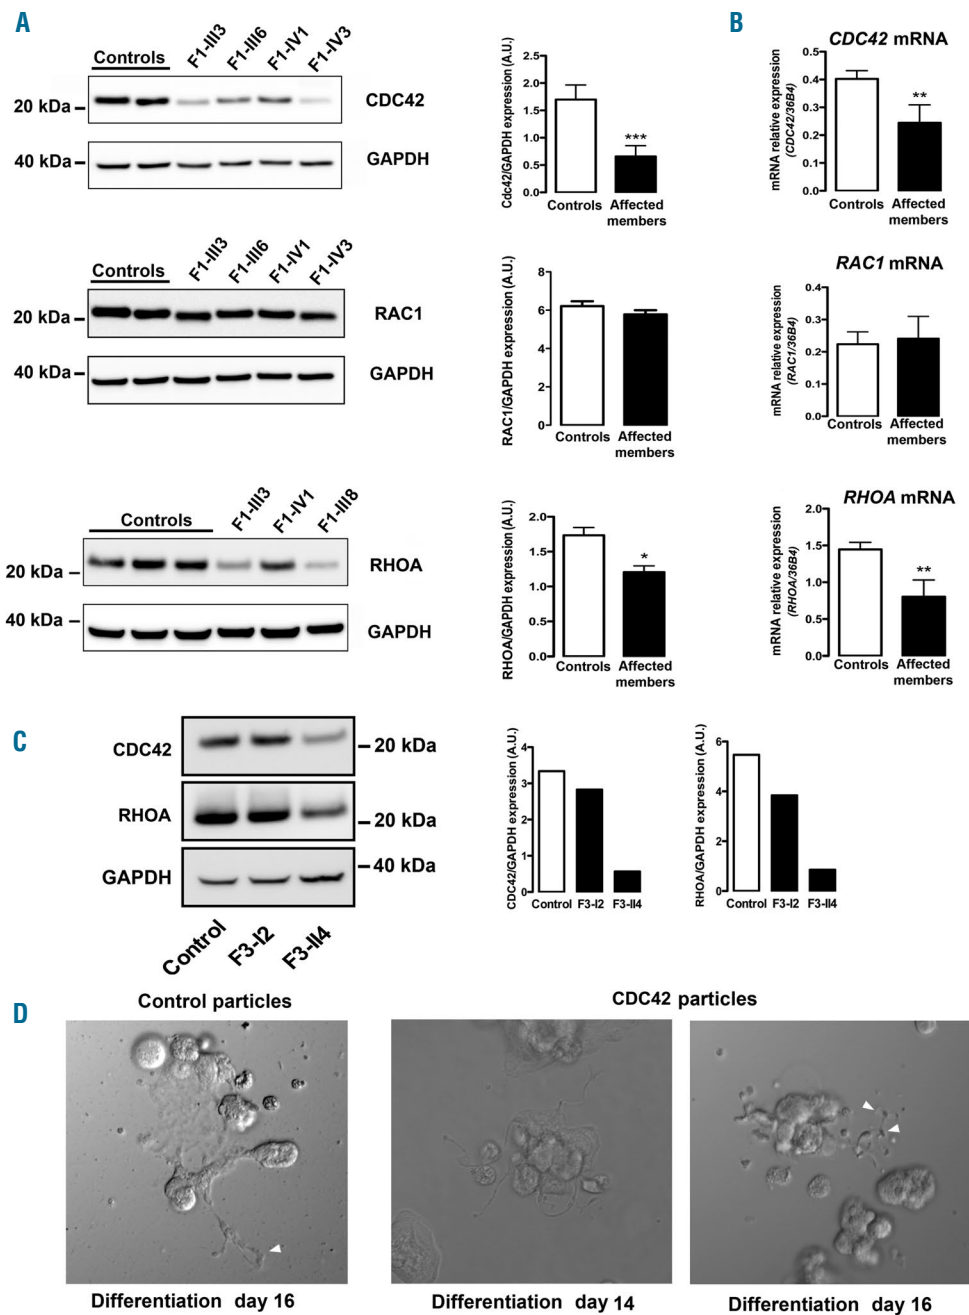 A
Controls
F1-III3
F1-III6
F1-IV1
F1-IV3
20 kDa
CDC42
40 kDa
GAPDH
Cdc42/GAPDH expression (A.U.)
2.5
2.0
1.5
1.0
0.5
0.0
***
Controls
Affected
members
B
CDC42 mRNA
mRNA relative expression
(CDC42/36B4)
0.6
0.4
0.2
0.0
**
Controls
Affected
members
Controls
F1-III3
F1-III6
F1-IV1
F1-IV3
20 kDa
RAC1
40 kDa
GAPDH
RAC1/GAPDH expression (A.U.)
8
6
4
2
0
Controls
Affected
members
RAC1 mRNA
mRNA relative expression
(RAC1/36B4)
0.4
0.3
0.2
0.1
0.0
Controls
Affected
members
Controls
F1-III3
F1-IV1
F1-III8
20 kDa
RHOA
40 kDa
GAPDH
RHOA/GAPDH expression (A.U.)
2.0
1.5
1.0
0.5
0.0
*
Controls
Affected
members
RHOA mRNA
mRNA relative expression
(RHOA/36B4)
2.0
1.5
1.0
0.5
0.0
**
Controls
Affected
members
C
CDC42
20 kDa
RHOA
20 kDa
GAPDH
40 kDa
Control
F3-I2
F3-II4
CDC42/GAPDH expression (A.U.)
4
3
2
1
0
Control F3-I2 F3-II4
RHOA/GAPDH expression (A.U.)
6
4
2
0
Control F3-I2 F3-II4
D
Control particles
CDC42 particles
Differentiation day 16
Differentiation day 14
Differentiation day 16